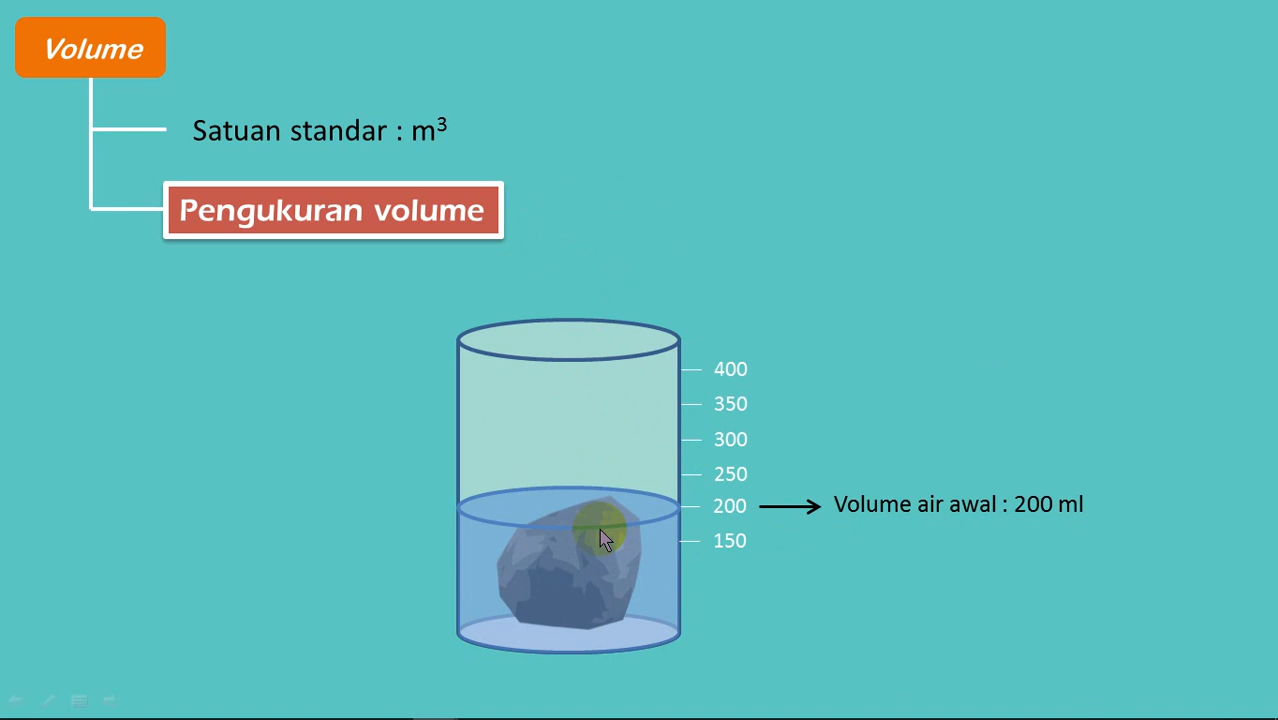 Volume
Satuan standar : m³
Pengukuran volume
400
350
300
250
200
Volume air awal : 200 ml
150